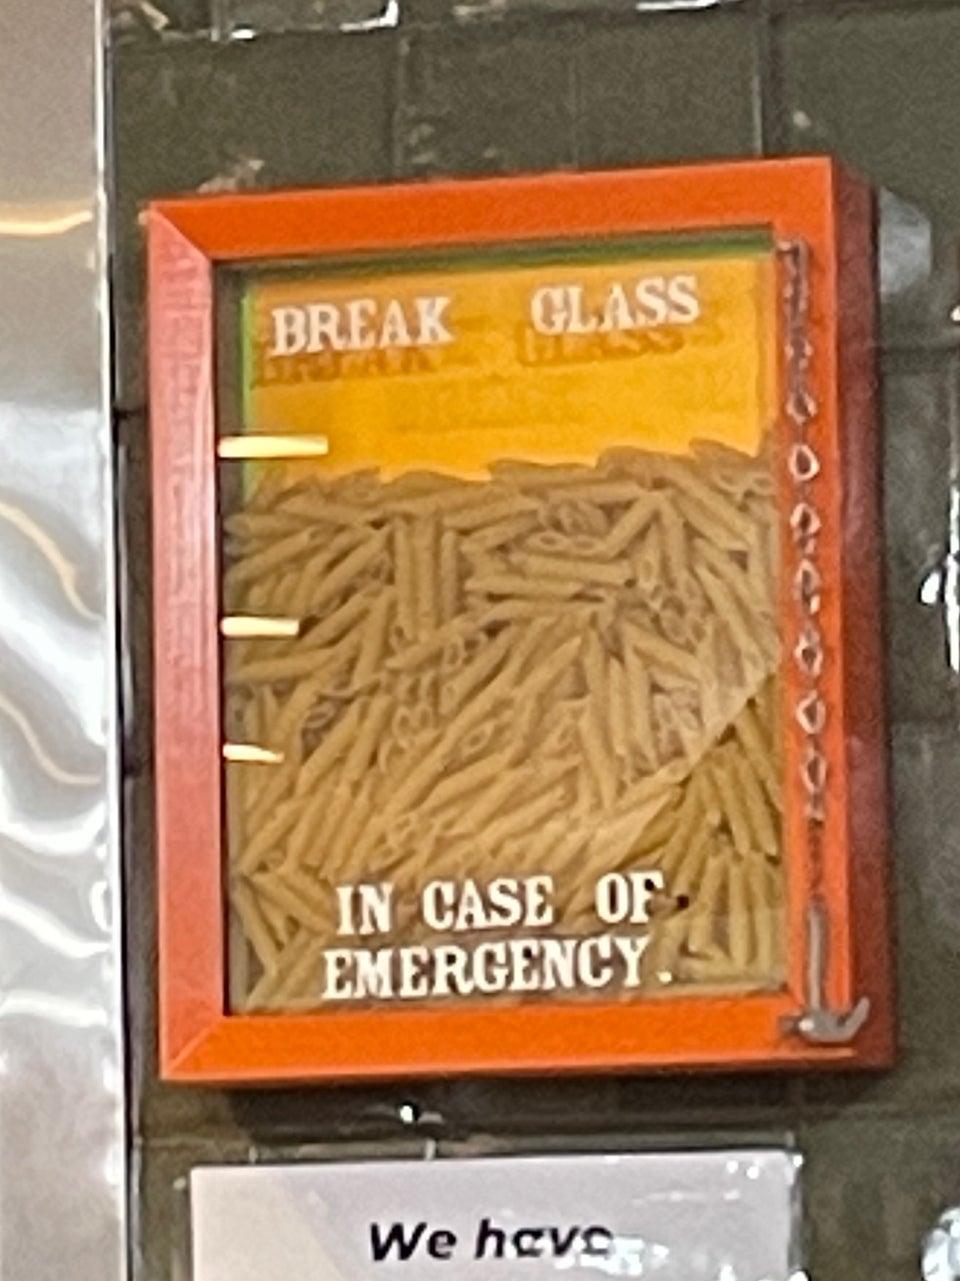 BREAK GLASS
IN CASE OF
EMERGENCY.
We have